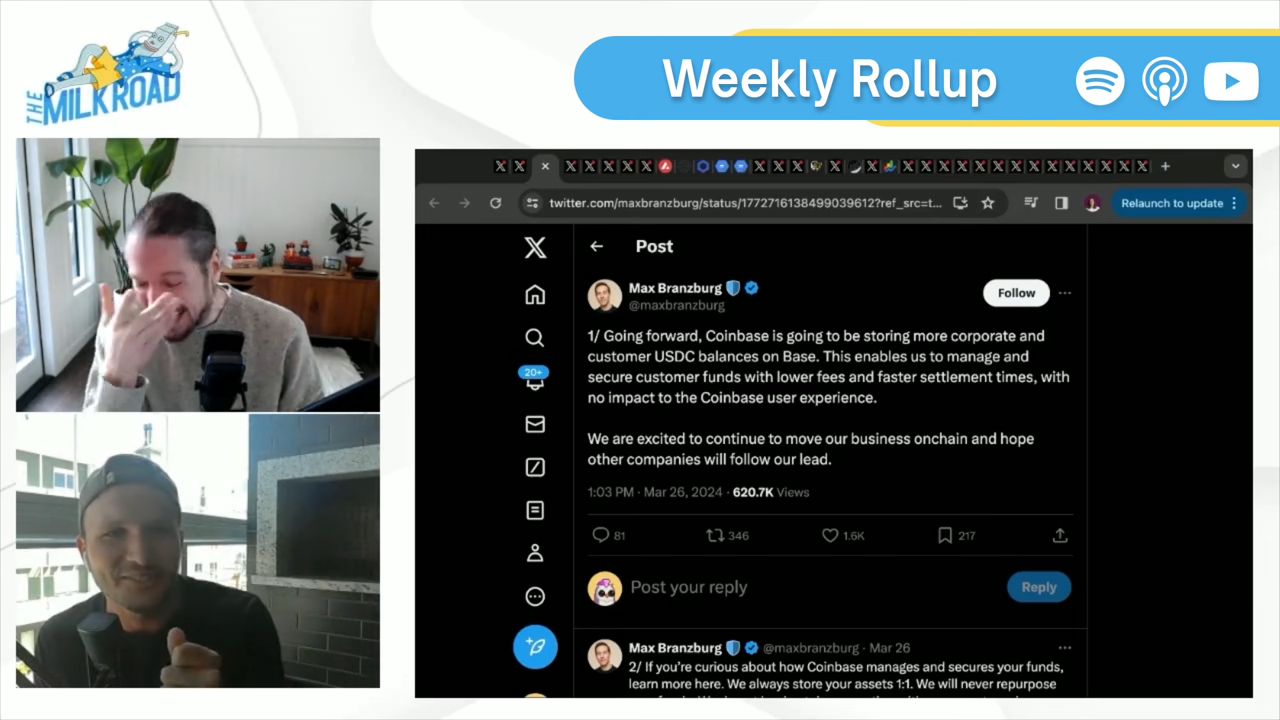 THE
MILK ROAD
Weekly Rollup
twitter.com/maxbranzburg/status/1772716138499039612?ref_src=t...
Relaunch to update
Post
Max Branzburg
@maxbranzburg
Follow
1/ Going forward, Coinbase is going to be storing more corporate and
customer USDC balances on Base. This enables us to manage and
secure customer funds with lower fees and faster settlement times, with
no impact to the Coinbase user experience.
We are excited to continue to move our business onchain and hope
other companies will follow our lead.
1:03 PM · Mar 26, 2024 · 620.7K Views
81 346 1.6K 217
20+
Post your reply
Reply
Max Branzburg @maxbranzburg · Mar 26
2/ If you're curious about how Coinbase manages and secures your funds,
learn more here. We always store your assets 1:1. We will never repurpose